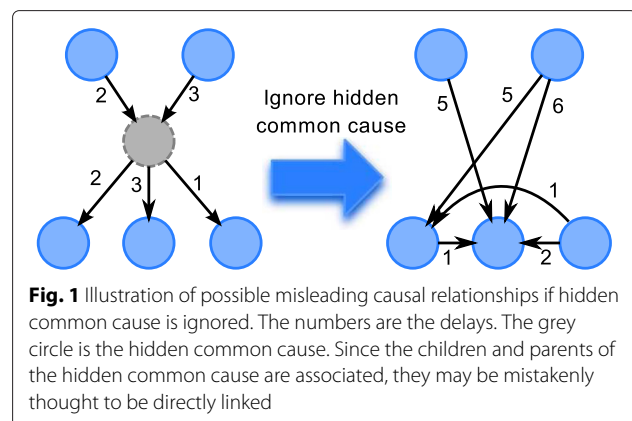 2
3
2
3
1
Ignore hidden
common cause
5
5
6
1
1
2
Fig. 1 Illustration of possible misleading causal relationships if hidden
common cause is ignored. The numbers are the delays. The grey
circle is the hidden common cause. Since the children and parents of
the hidden common cause are associated, they may be mistakenly
thought to be directly linked